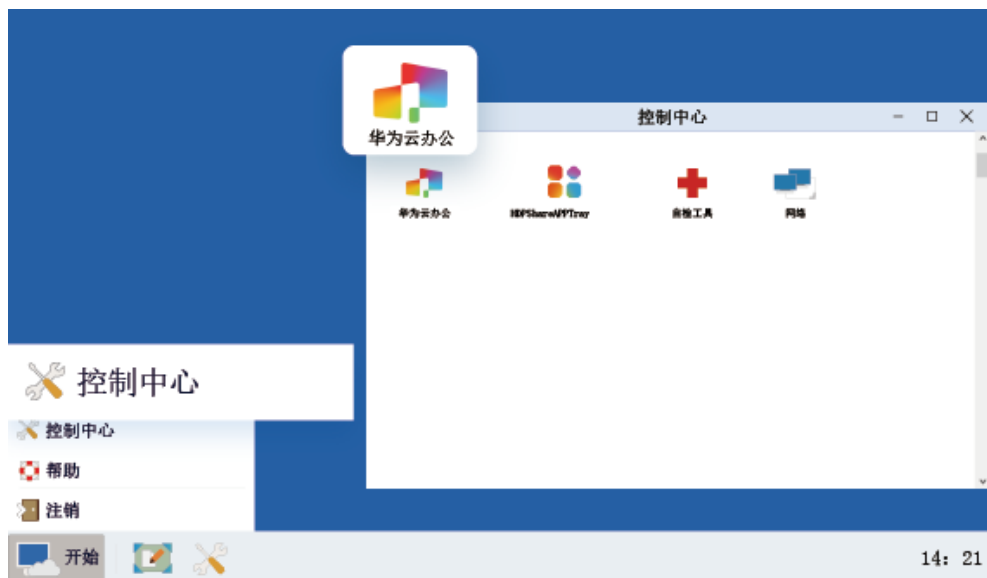 华为云办公
控制中心
华为云办公
HDPShareAPPTray
自检工具
网络
控制中心
控制中心
帮助
注销
开始
14: 21